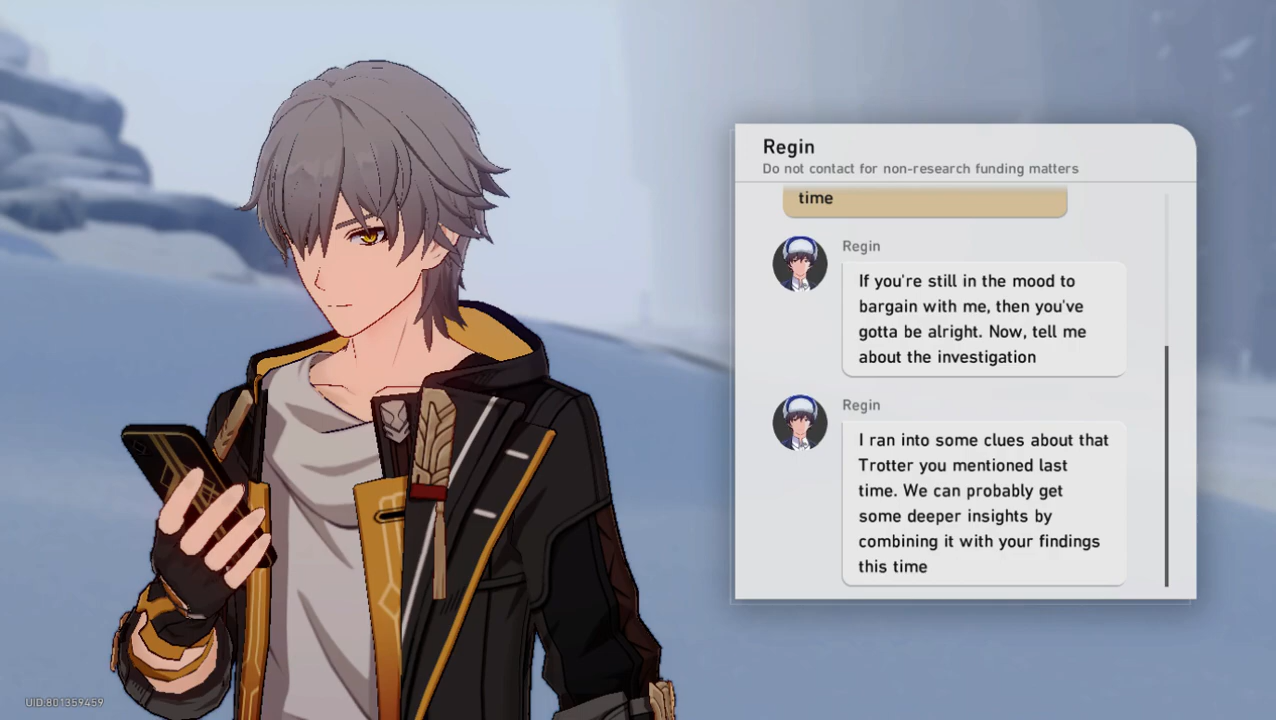 Regin
Do not contact for non-research funding matters
time
Regin
If you're still in the mood to
bargain with me, then you've
gotta be alright. Now, tell me
about the investigation
Regin
I ran into some clues about that
Trotter you mentioned last
time. We can probably get
some deeper insights by
combining it with your findings
this time
UID:801359459